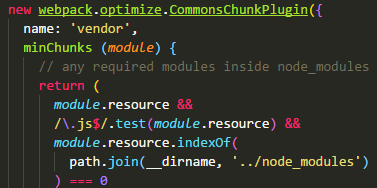 new webpack.optimize.CommonsChunkPlugin({
name: 'vendor',
minChunks (module) {
// any required modules inside node_modules
return (
module.resource &&
/\.js$/.test(module.resource) &&
module.resource.indexOf(
path.join(__dirname, '../node_modules')
) === 0